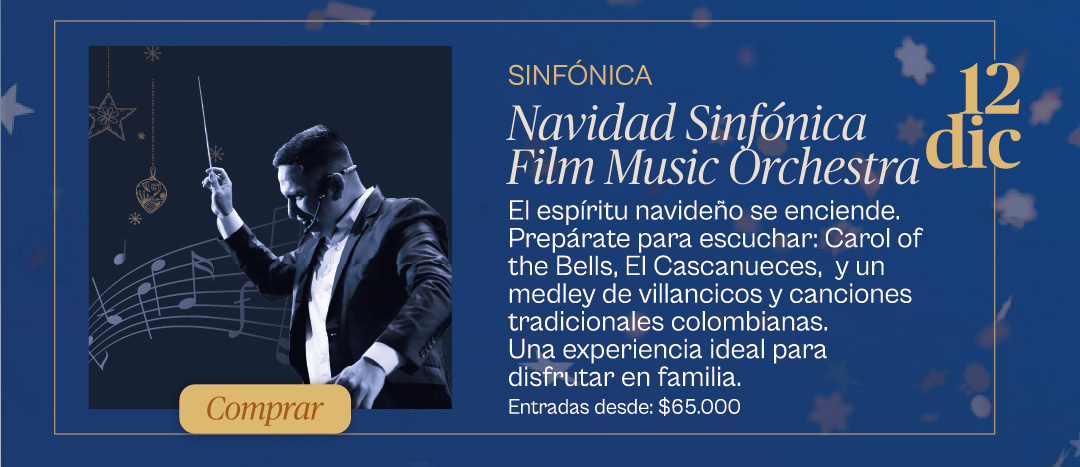 SINFÓNICA
Navidad Sinfónica
Film Music Orchestra
12
dic
El espíritu navideño se enciende.
Prepárate para escuchar: Carol of
the Bells, El Cascanueces,  y un
medley de villancicos y canciones
tradicionales colombianas.
Una experiencia ideal para
disfrutar en familia.
Entradas desde: $65.000
Comprar